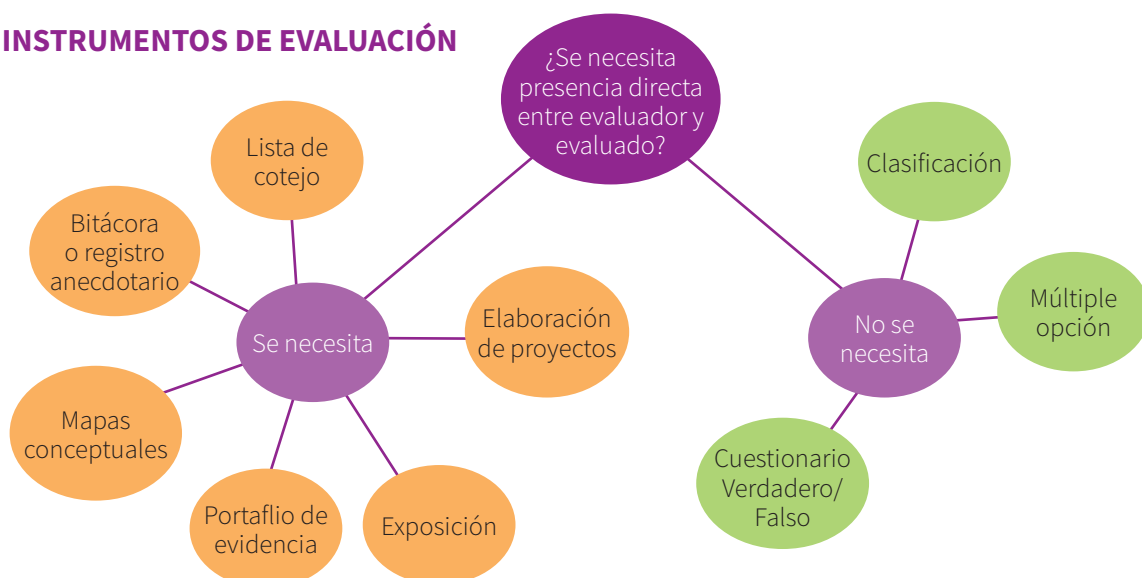 INSTRUMENTOS DE EVALUACIÓN
¿Se necesita
presencia directa
entre evaluador y
evaluado?
Lista de
cotejo
Bitácora
o registro
anecdotario
Se necesita
Elaboración
de proyectos
Mapas
conceptuales
Portaflio de
evidencia
Exposición
Clasificación
No se
necesita
Múltiple
opción
Cuestionario
Verdadero/
Falso